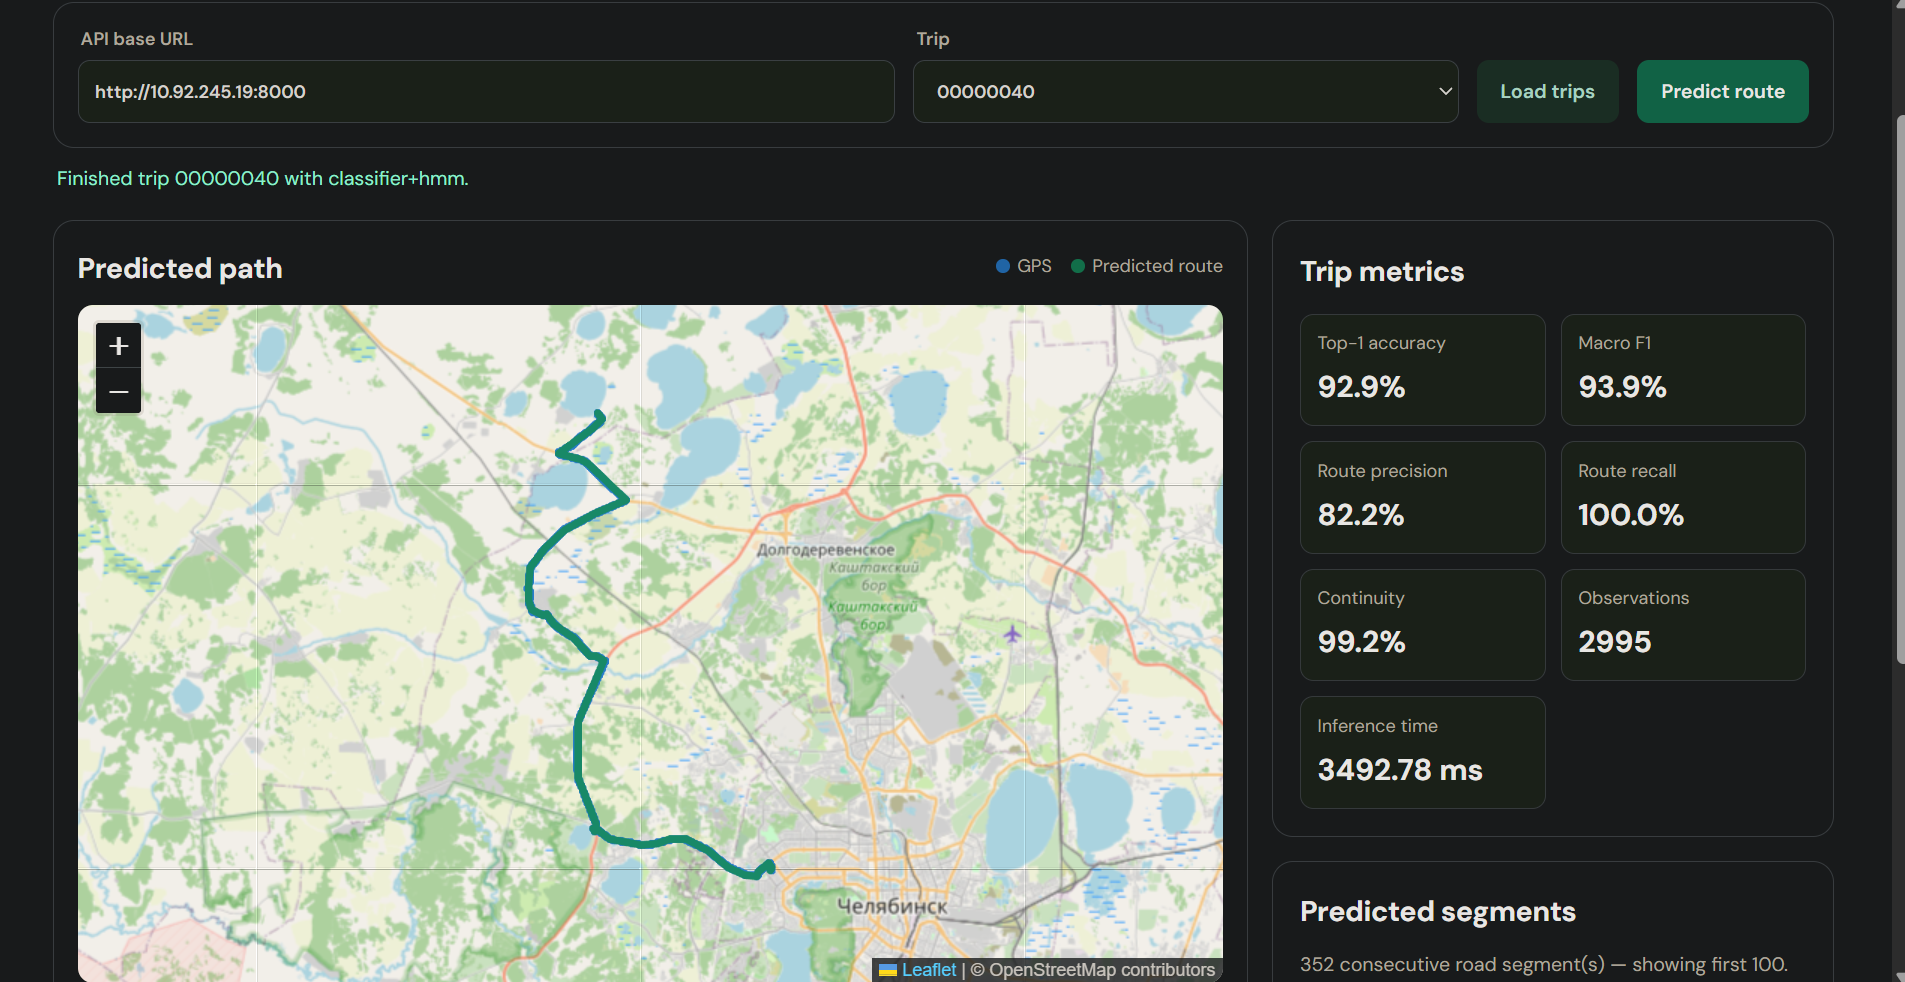 API base URL
Trip
http://10.92.245.19:8000
00000040
Load trips
Predict route
Finished trip 00000040 with classifier+hmm.
Predicted path
GPS
Predicted route
+
−
Долгодеревенское
Каштакский
бор
Каштакский
бор
Челябинск
Leaflet | © OpenStreetMap contributors
Trip metrics
Top-1 accuracy
92.9%
Macro F1
93.9%
Route precision
82.2%
Route recall
100.0%
Continuity
99.2%
Observations
2995
Inference time
3492.78 ms
Predicted segments
352 consecutive road segment(s) — showing first 100.